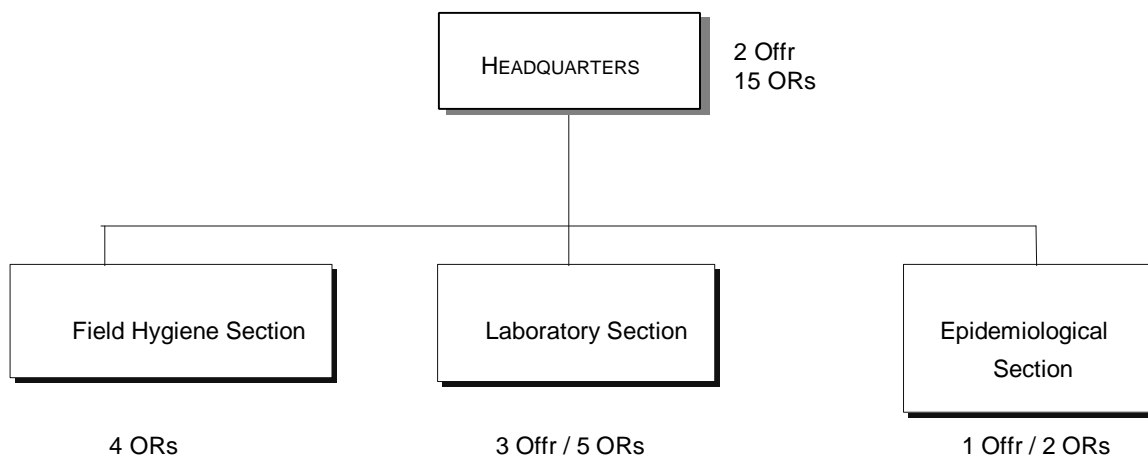 HEADQUARTERS
2 Offr
15 ORs
Field Hygiene Section
Laboratory Section
Epidemiological
Section
4 ORs
3 Offr / 5 ORs
1 Offr / 2 ORs